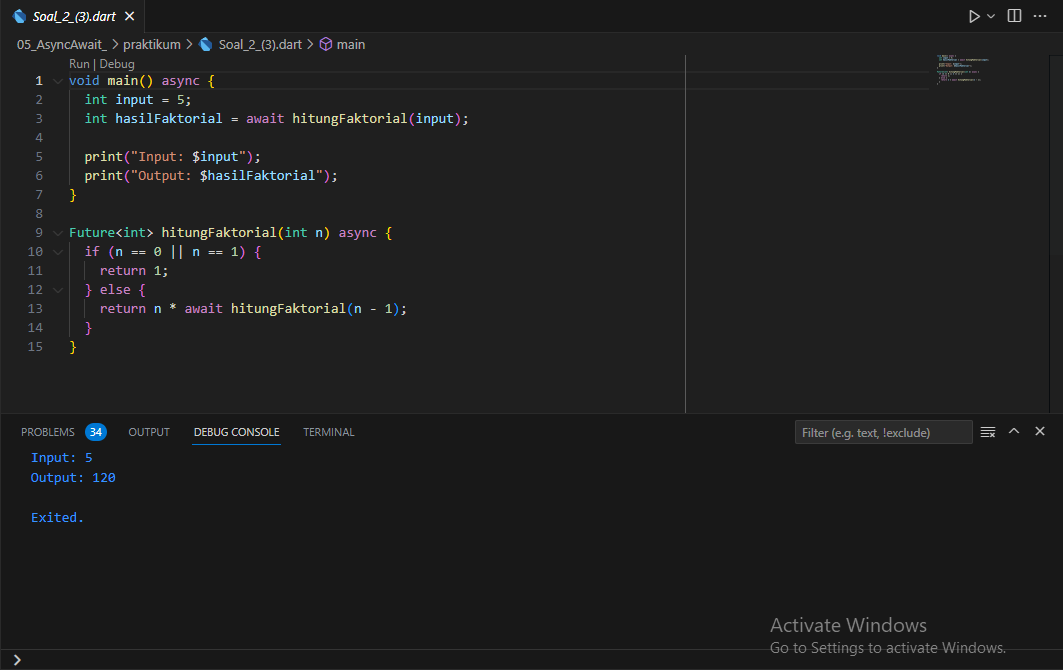 Soal_2_(3).dart
05_AsyncAwait_ > praktikum > Soal_2_(3).dart > main
Run | Debug
1 void main() async {
2 int input = 5;
3 int hasilFaktorial = await hitungFaktorial(input);
4
5 print("Input: $input");
6 print("Output: $hasilFaktorial");
7 }
8
9 Future<int> hitungFaktorial(int n) async {
10 if (n == 0 || n == 1) {
11 return 1;
12 } else {
13 return n * await hitungFaktorial(n - 1);
14 }
15 }
PROBLEMS 34 OUTPUT DEBUG CONSOLE TERMINAL Filter (e.g. text, !exclude)
Input: 5
Output: 120
Exited.
Activate Windows
Go to Settings to activate Windows.